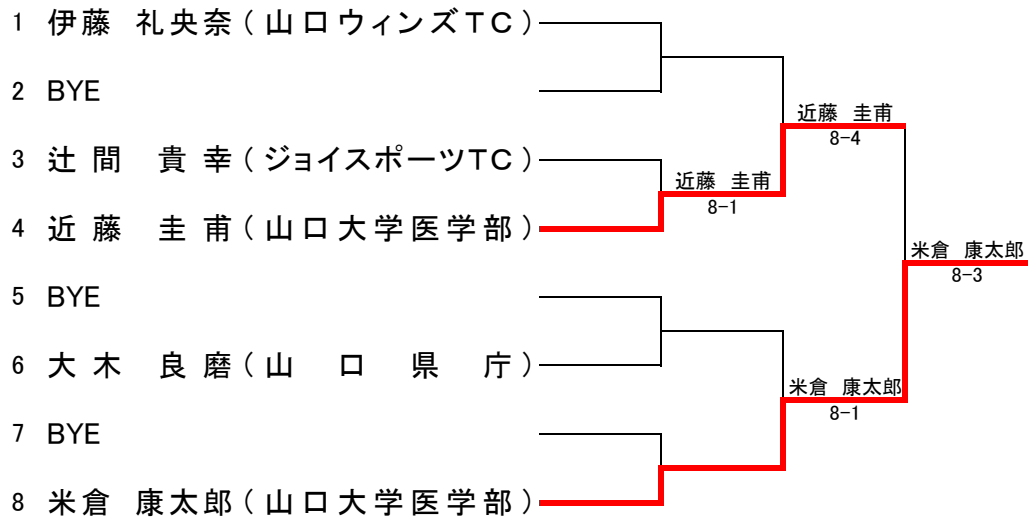 1 伊藤 礼央奈 ( 山口ウィンズTC )
2 BYE
3 辻間 貴幸 ( ジョイスポーツTC )
4 近藤 圭甫 ( 山口大学医学部 )
5 BYE
6 大木 良磨 ( 山口県庁 )
7 BYE
8 米倉 康太郎 ( 山口大学医学部 )
近藤 圭甫
8-1
近藤 圭甫
8-4
米倉 康太郎
8-1
米倉 康太郎
8-3